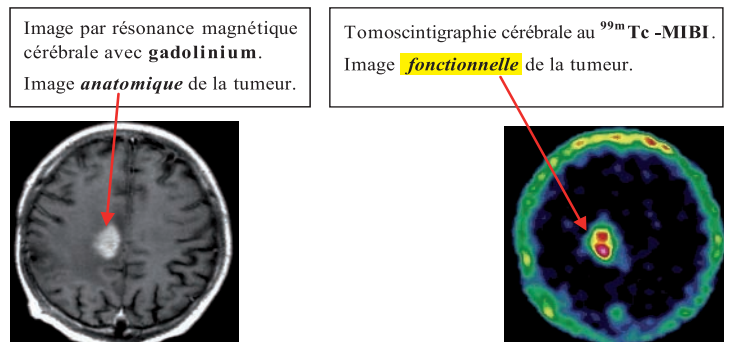 Image par résonance magnétique
cérébrale avec gadolinium.
Image anatomique de la tumeur.
Tomoscintigraphie cérébrale au 99mTc -MIBI.
Image fonctionnelle de la tumeur.